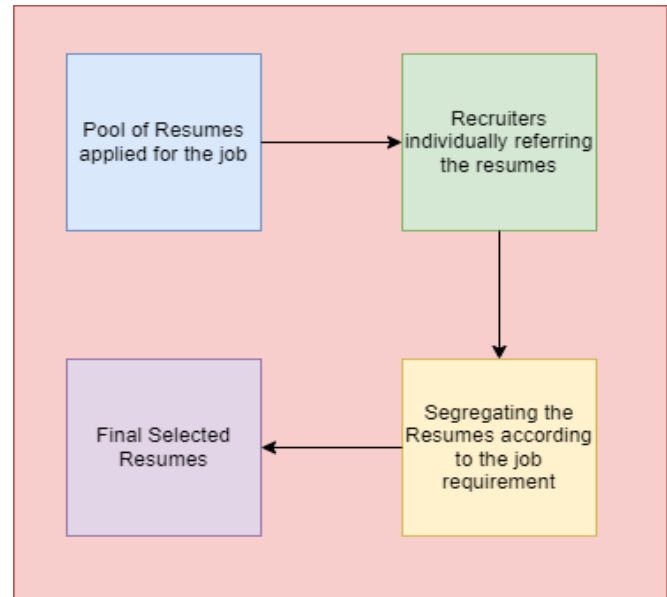 Pool of Resumes
applied for the job
Recruiters
individually referring
the resumes
Segregating the
Resumes according
to the job
requirement
Final Selected
Resumes